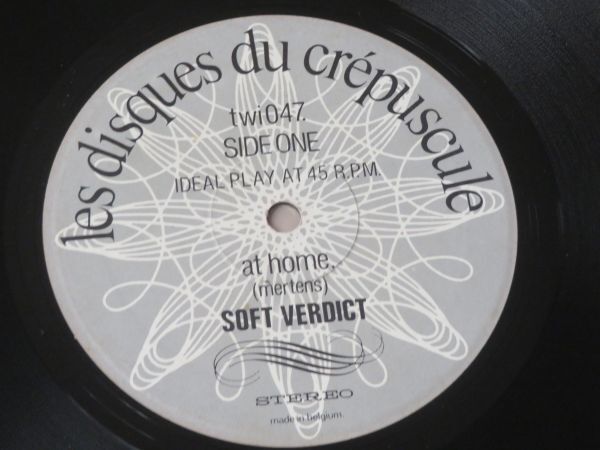 les disques du crépuscule
twi 047.
SIDE ONE
IDEAL PLAY AT 45 R.P.M.
at home.
(mertens)
SOFT VERDICT
STEREO
made in belgium.